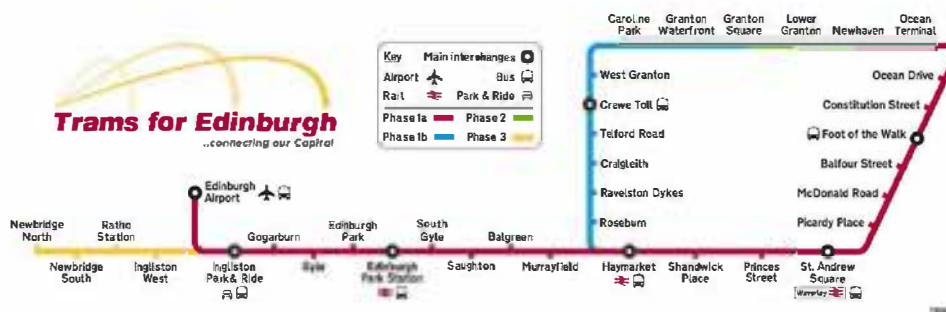 Trams for Edinburgh
...connecting our Capital
Key Main interchanges
Airport Bus
Rail Park & Ride
Phase 1a Phase 2
Phase 1b Phase 3
Caroline
Park
Granton
Waterfront
Granton
Square
Lower
Granton
Newhaven
Ocean
Terminal
West Granton
Crewe Toll
Telford Road
Craigleith
Ravelston Dykes
Roseburn
Ocean Drive
Constitution Street
Foot of the Walk
Balfour Street
McDonald Road
Picardy Place
Edinburgh
Airport
Newbridge
North
Ratho
Station
Gogarburn
Edinburgh
Park
South
Gyle
Balgreen
Newbridge
South
Ingliston
West
Ingliston
Park & Ride
Gyle
Edinburgh
Park Station
Saughton
Murrayfield
Haymarket
Shandwick
Place
Princes
Street
St. Andrew
Square
Waverley